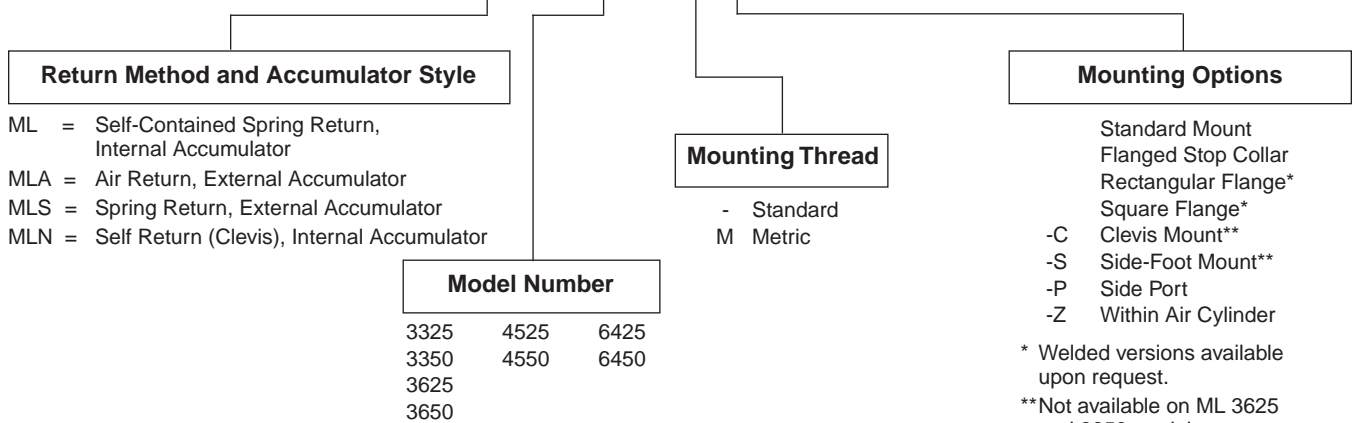 Return Method and Accumulator Style
ML = Self-Contained Spring Return,
Internal Accumulator
MLA = Air Return, External Accumulator
MLS = Spring Return, External Accumulator
MLN = Self Return (Clevis), Internal Accumulator
Model Number
3325 4525 6425
3350 4550 6450
3625
3650
Mounting Thread
- Standard
M Metric
Mounting Options
Standard Mount
Flanged Stop Collar
Rectangular Flange*
Square Flange*
-C Clevis Mount**
-S Side-Foot Mount**
-P Side Port
-Z Within Air Cylinder
* Welded versions available
upon request.
**Not available on ML 3625